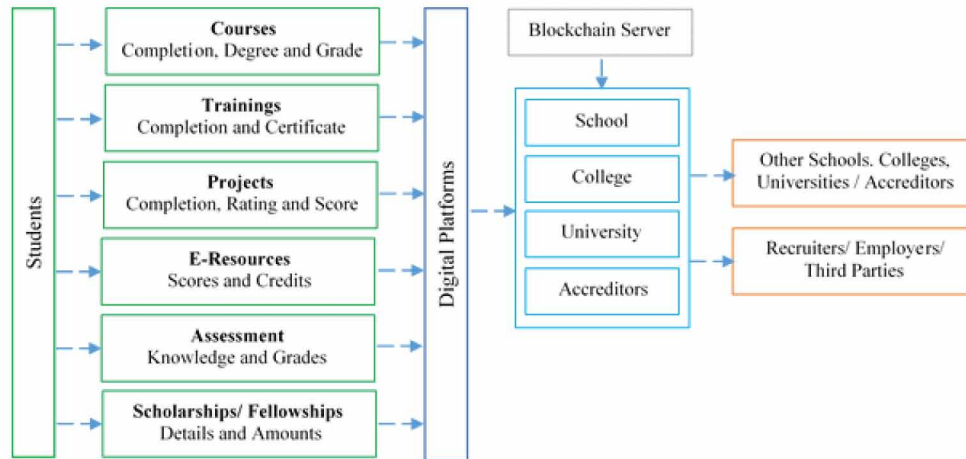 Students
Courses
Completion, Degree and Grade
Trainings
Completion and Certificate
Projects
Completion, Rating and Score
E-Resources
Scores and Credits
Assessment
Knowledge and Grades
Scholarships/ Fellowships
Details and Amounts
Digital Platforms
Blockchain Server
School
College
University
Accreditors
Other Schools. Colleges,
Universities / Accreditors
Recruiters/ Employers/
Third Parties